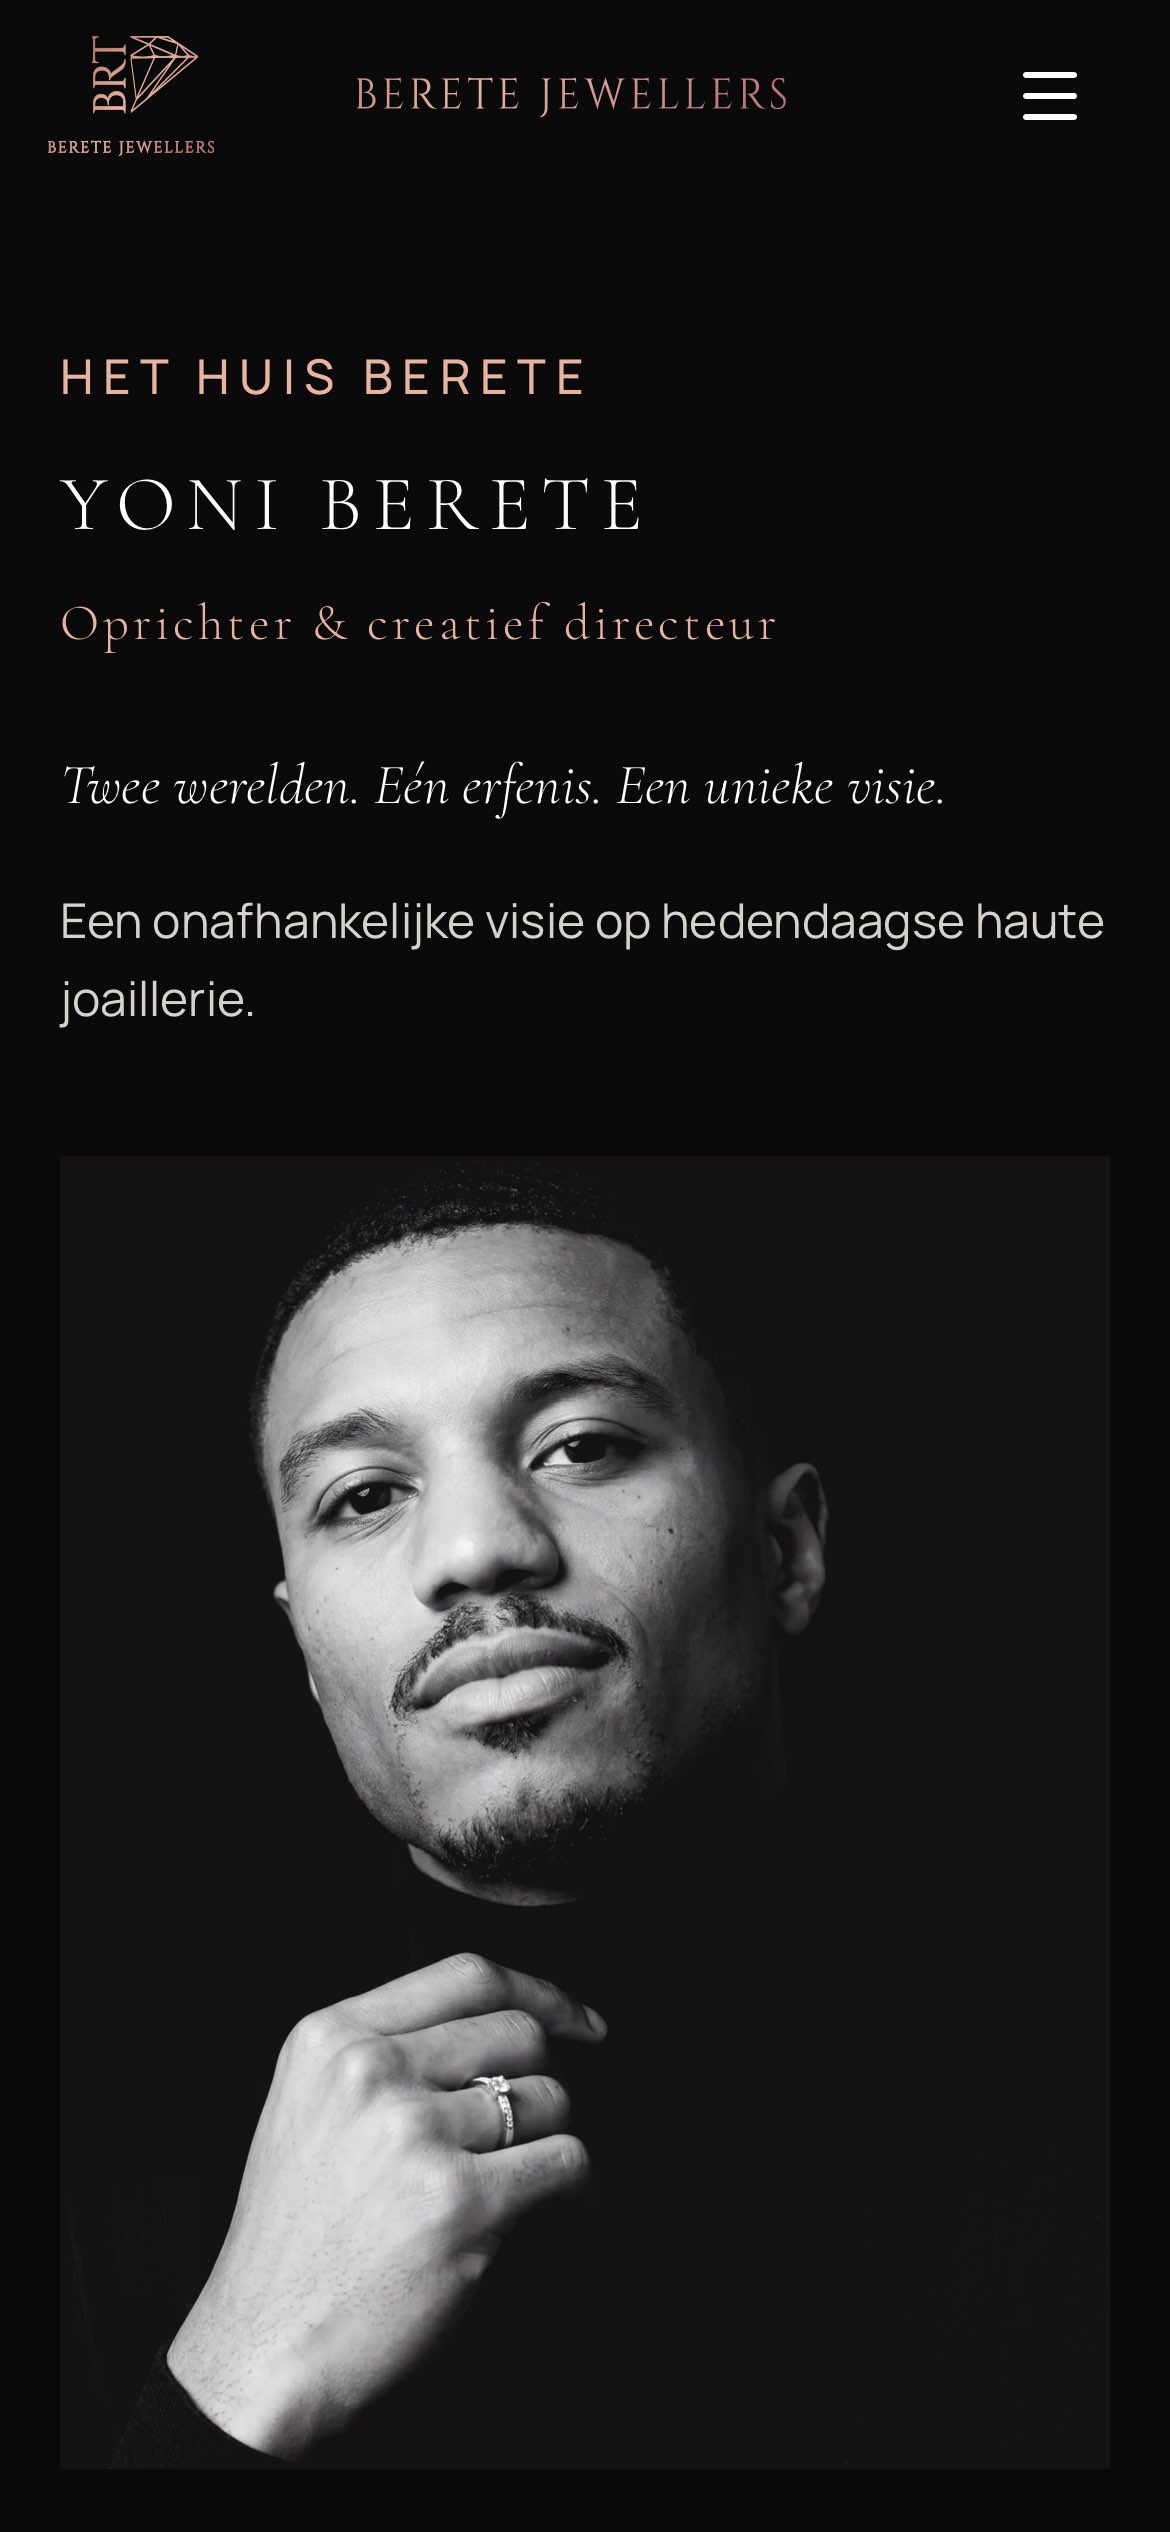 BRT
BERETE JEWELLERS
BERETE JEWELLERS
HET HUIS BERETE
YONI BERETE
Oprichter & creatief directeur
Twee werelden. Eén erfenis. Een unieke visie.
Een onafhankelijke visie op hedendaagse haute
joaillerie.